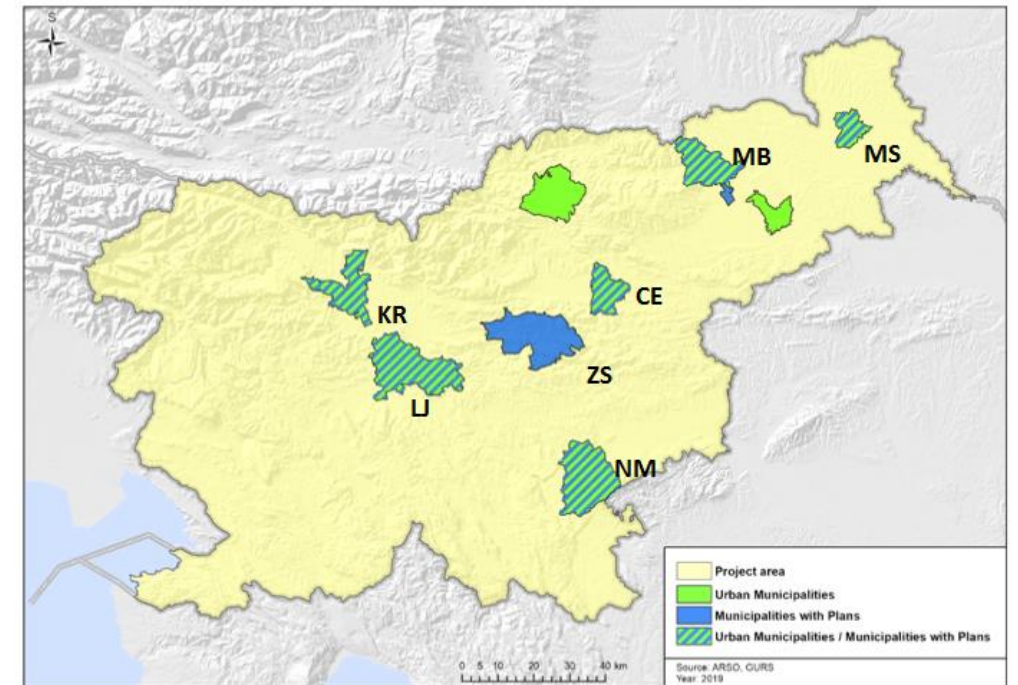 S
MS
MB
CE
KR
ZS
LJ
NM
Project area
Urban Municipalities
Municipalities with Plans
Urban Municipalities / Municipalities with Plans
0 5 10 20 30 40 km
Source: ARSO, GURS
Year: 2019